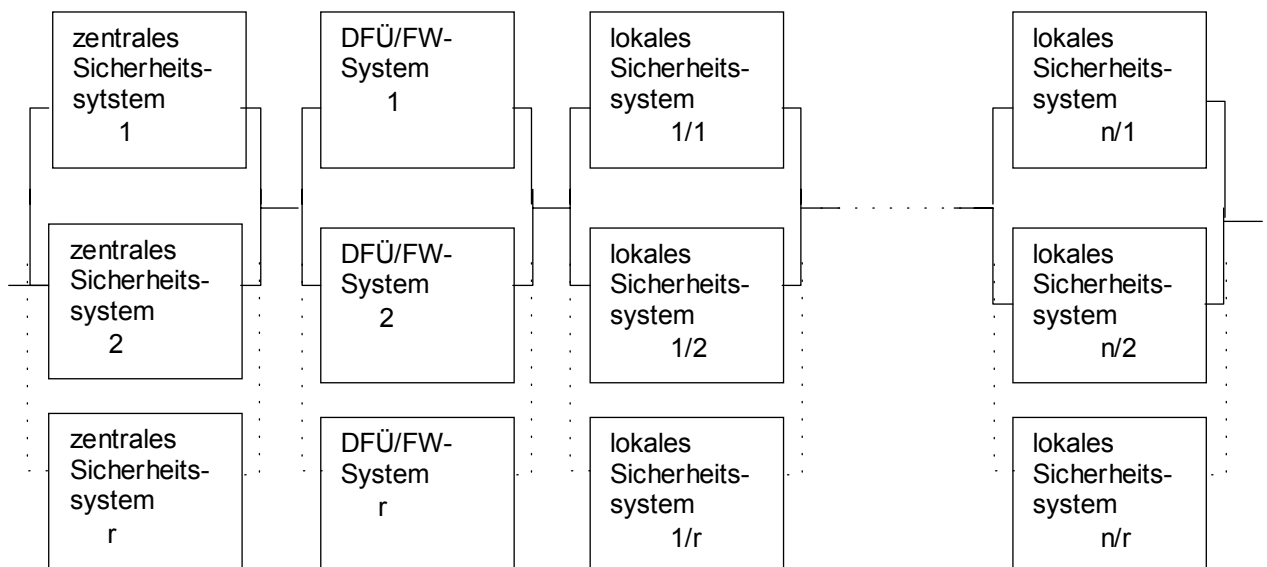 zentrales
Sicherheits-
sytstem
1
DFÜ/FW-
System
1
lokales
Sicherheits-
system
1/1
lokales
Sicherheits-
system
n/1
zentrales
Sicherheits-
system
2
DFÜ/FW-
System
2
lokales
Sicherheits-
system
1/2
lokales
Sicherheits-
system
n/2
zentrales
Sicherheits-
system
r
DFÜ/FW-
System
r
lokales
Sicherheits-
system
1/r
lokales
Sicherheits-
system
n/r